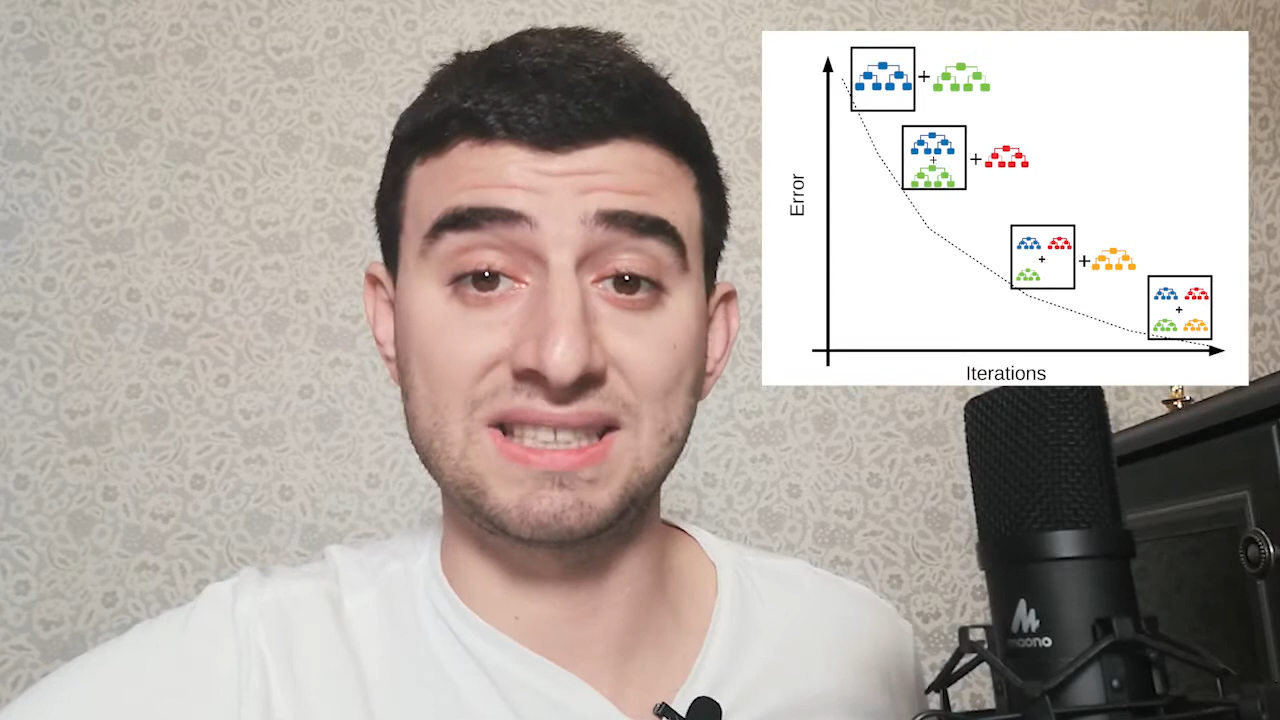 +
+
+
+
+
+
Error
Iterations
maono